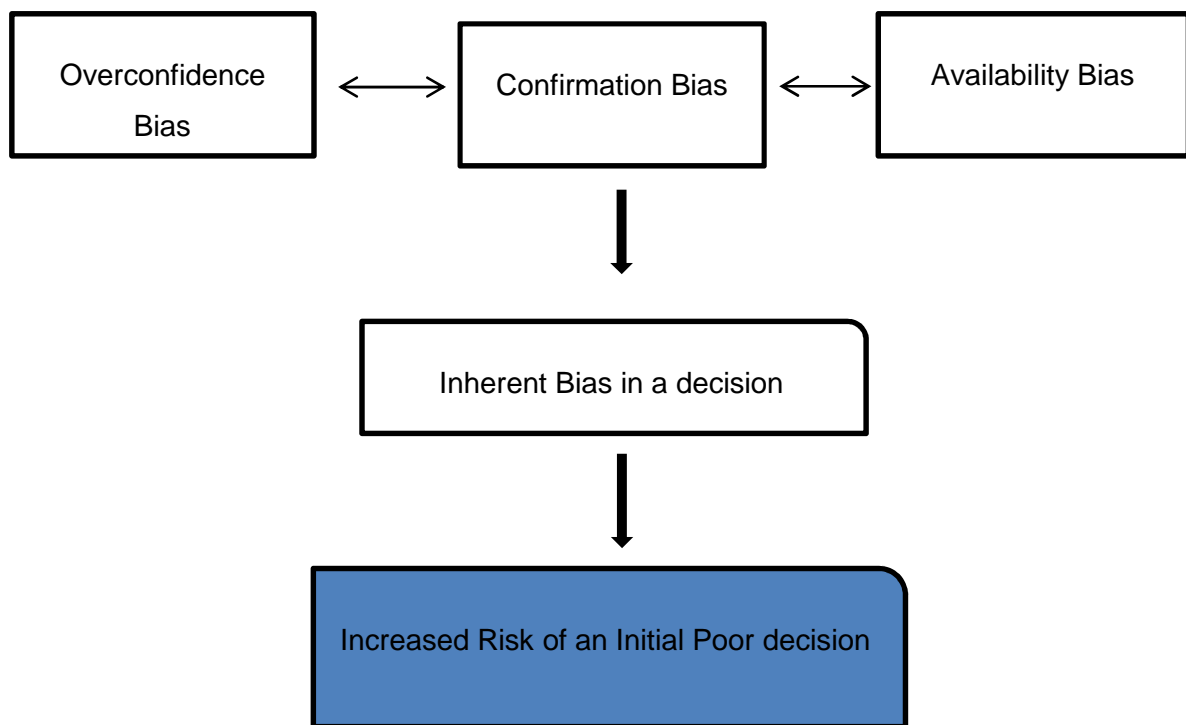 Overconfidence
Bias
Confirmation Bias
Availability Bias
Inherent Bias in a decision
Increased Risk of an Initial Poor decision